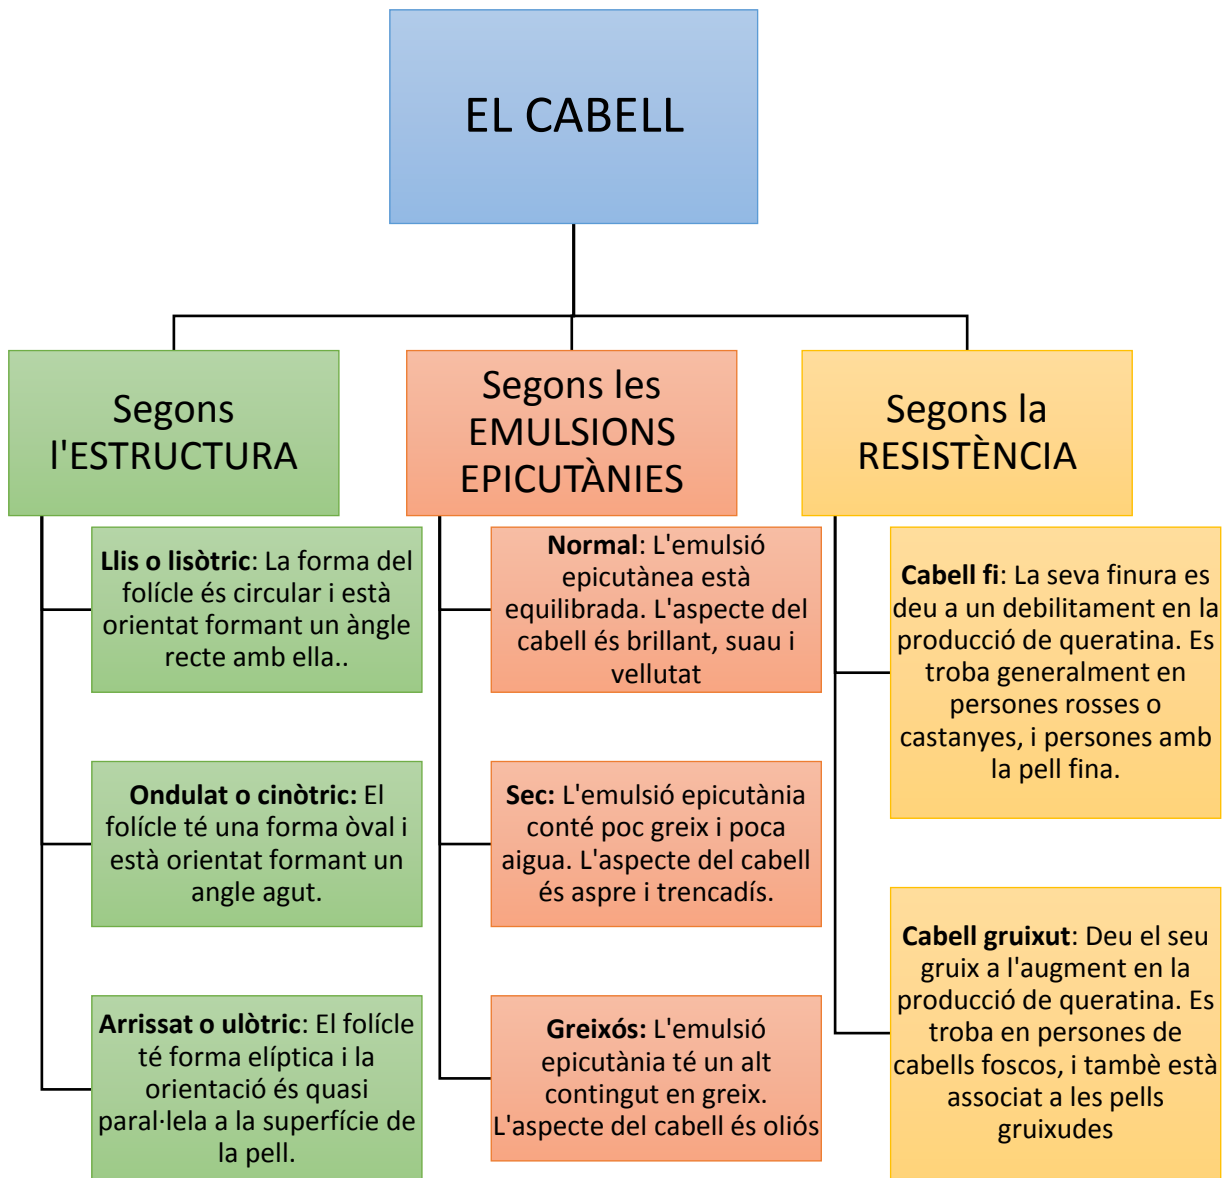 EL CABELL
Segons
l'ESTRUCTURA
Llis o lisòtric: La forma del
folícle és circular i està
orientat formant un àngle
recte amb ella..
Ondulat o cinòtric: El
folícle té una forma òval i
està orientat formant un
angle agut.
Arrissat o ulòtric: El folícle
té forma elíptica i la
orientació és quasi
paral·lela a la superfície de
la pell.
Segons les
EMULSIONS
EPICUTÀNIES
Normal: L'emulsió
epicutànea està
equilibrada. L'aspecte del
cabell és brillant, suau i
vellutat
Sec: L'emulsió epicutània
conté poc greix i poca
aigua. L'aspecte del cabell
és aspre i trencadís.
Greixós: L'emulsió
epicutània té un alt
contingut en greix.
L'aspecte del cabell és oliós
Segons la
RESISTÈNCIA
Cabell fi: La seva finura es
deu a un debilitament en la
producció de queratina. Es
troba generalment en
persones rosses o
castanyes, i persones amb
la pell fina.
Cabell gruixut: Deu el seu
gruix a l'augment en la
producció de queratina. Es
troba en persones de
cabells foscos, i tambè està
associat a les pells
gruixudes